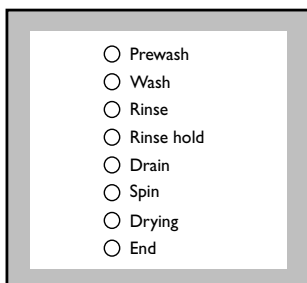 Prewash
Wash
Rinse
Rinse hold
Drain
Spin
Drying
End